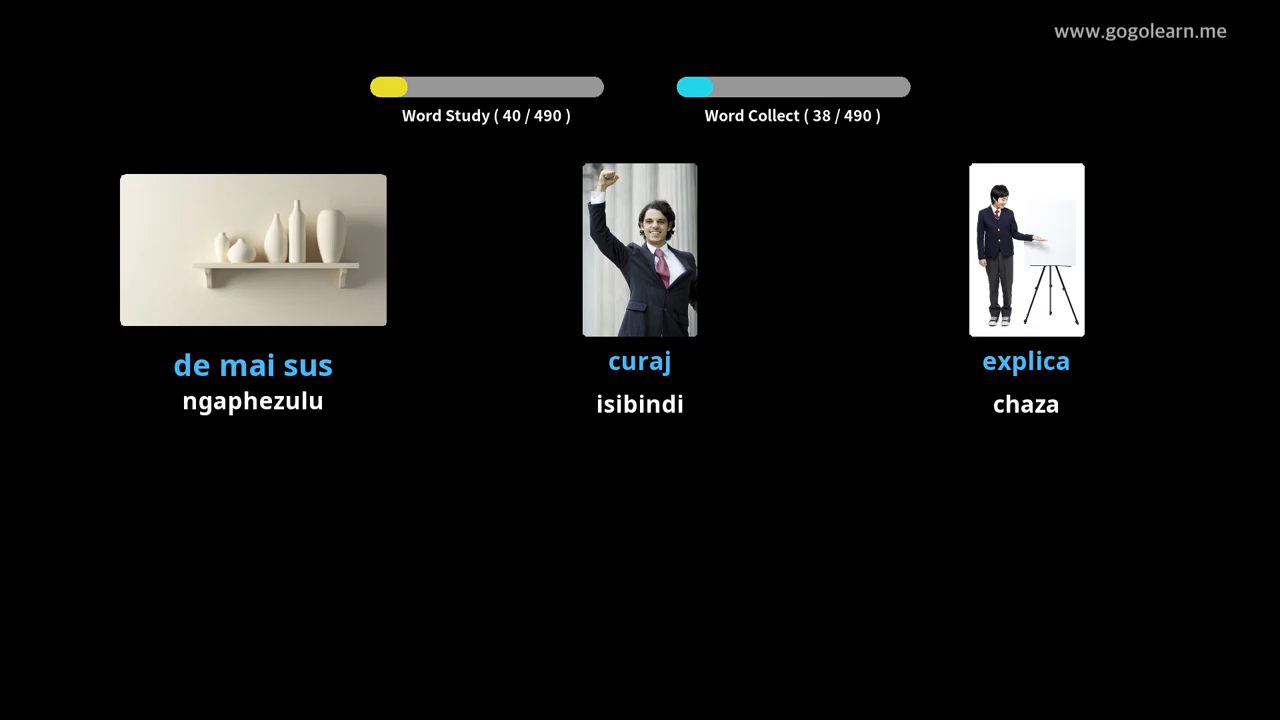 www.gogolearn.me
Word Study ( 40 / 490 )
Word Collect ( 38 / 490 )
de mai sus
ngaphezulu
curaj
isibindi
explica
chaza